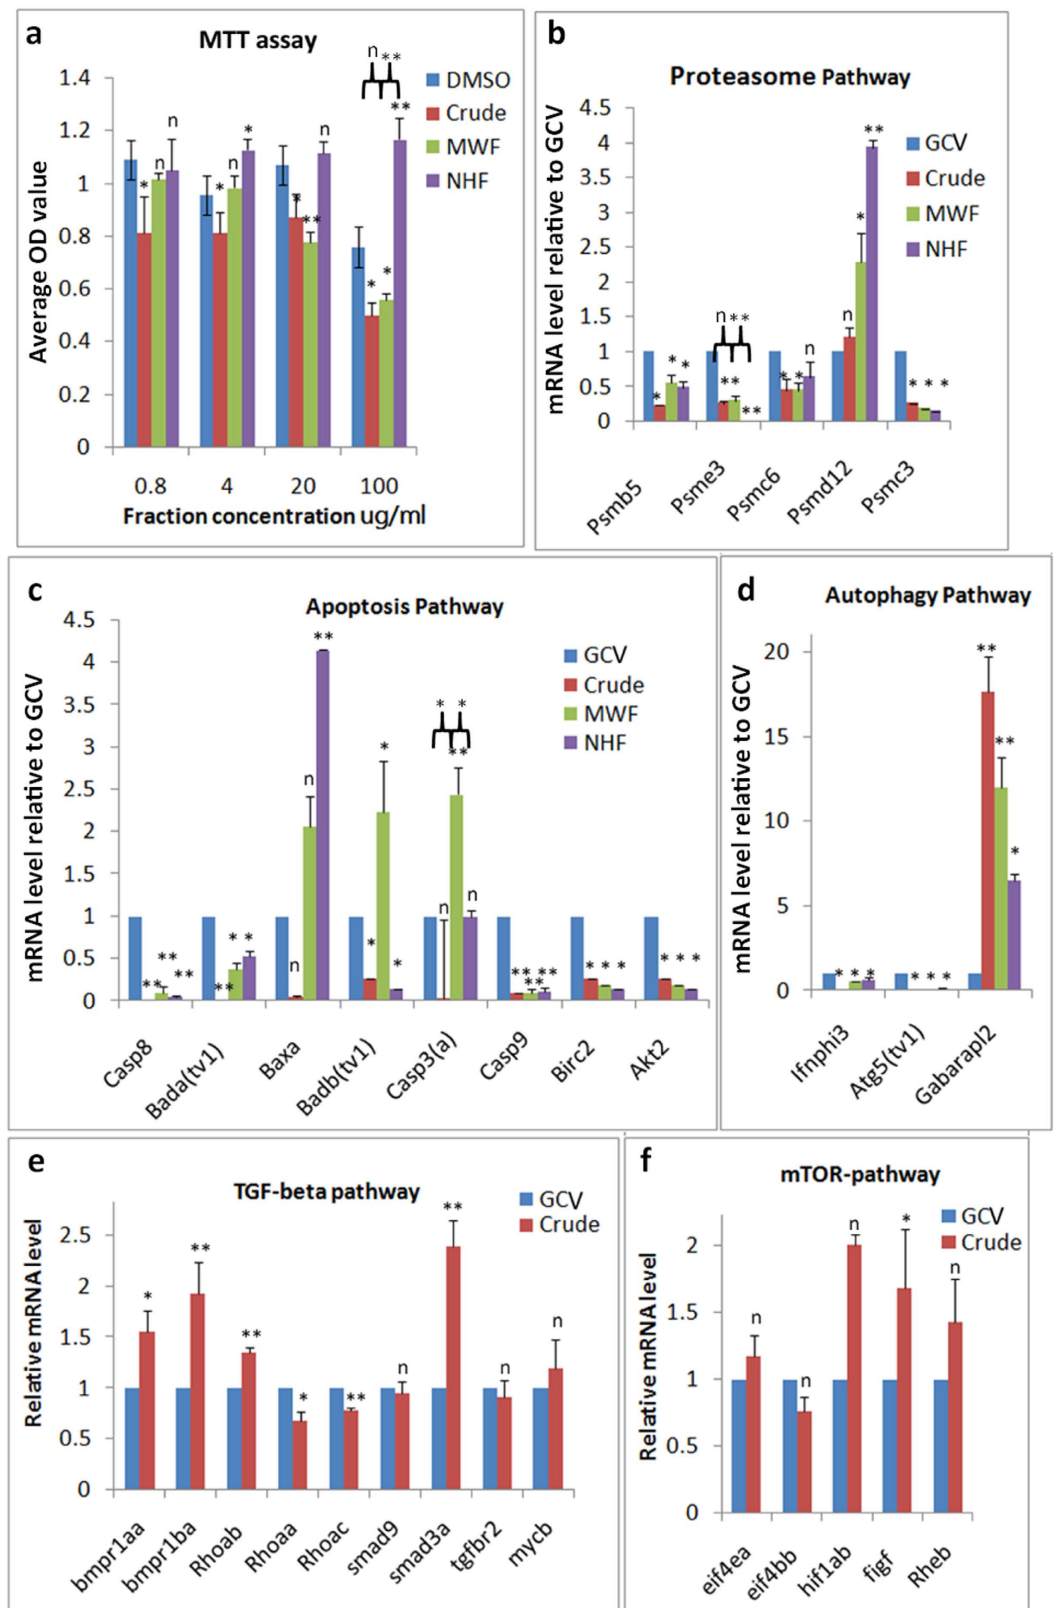 a
MTT assay
n **
1.4
1.2
1
0.8
0.6
0.4
0.2
0
Average OD value
DMSO
Crude
MWF
NHF
* n n
* n *
* ** n
* * **
0.8 4 20 100
Fraction concentration ug/ml
b
Proteasome Pathway
4.5
4
3.5
3
2.5
2
1.5
1
0.5
0
mRNA level relative to GCV
GCV
Crude
MWF
NHF
* * *
n **
** **
* * n
n * **
* * *
Psmb5 Psme3 Psmc6 Psmd12 Psmc3
c
Apoptosis Pathway
4.5
4
3.5
3
2.5
2
1.5
1
0.5
0
mRNA level relative to GCV
GCV
Crude
MWF
NHF
** ** **
** * *
n n **
* * *
* *
n ** n
** ** **
* * *
* * *
Casp8 Bada(tv1) Baxa Badb(tv1) Casp3(a) Casp9 Birc2 Akt2
d
Autophagy Pathway
20
15
10
5
0
mRNA level relative to GCV
* * *
* * *
** ** *
Ifnphi3 Atg5(tv1) Gabarapl2
e
TGF-beta pathway
2.5
2
1.5
1
0.5
0
Relative mRNA level
GCV
Crude
* ** ** * ** n ** n n
bmpr1aa bmpr1ba Rhoab Rhoaa Rhoac smad9 smad3a tgfbr2 mycb
f
mTOR-pathway
2
1.5
1
0.5
0
Relative mRNA level
GCV
Crude
n n n * n
eif4ea eif4bb hif1ab figf Rheb